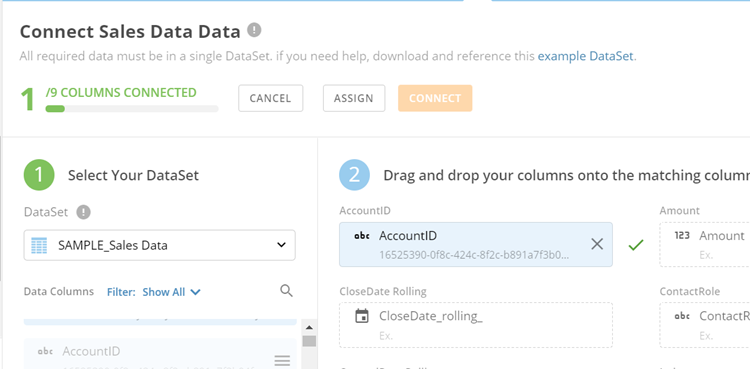 Connect Sales Data Data
All required data must be in a single DataSet. if you need help, download and reference this example DataSet.
1 /9 COLUMNS CONNECTED CANCEL ASSIGN CONNECT
1 Select Your DataSet
DataSet
SAMPLE_Sales Data
Data Columns Filter: Show All
abc AccountID
2 Drag and drop your columns onto the matching colum
AccountID
abc AccountID
16525390-0f8c-424c-8f2c-b891a7f3b0...
Amount
123 Amount
Ex.
CloseDate Rolling
CloseDate_rolling_
Ex.
ContactRole
abc ContactR
Ex.